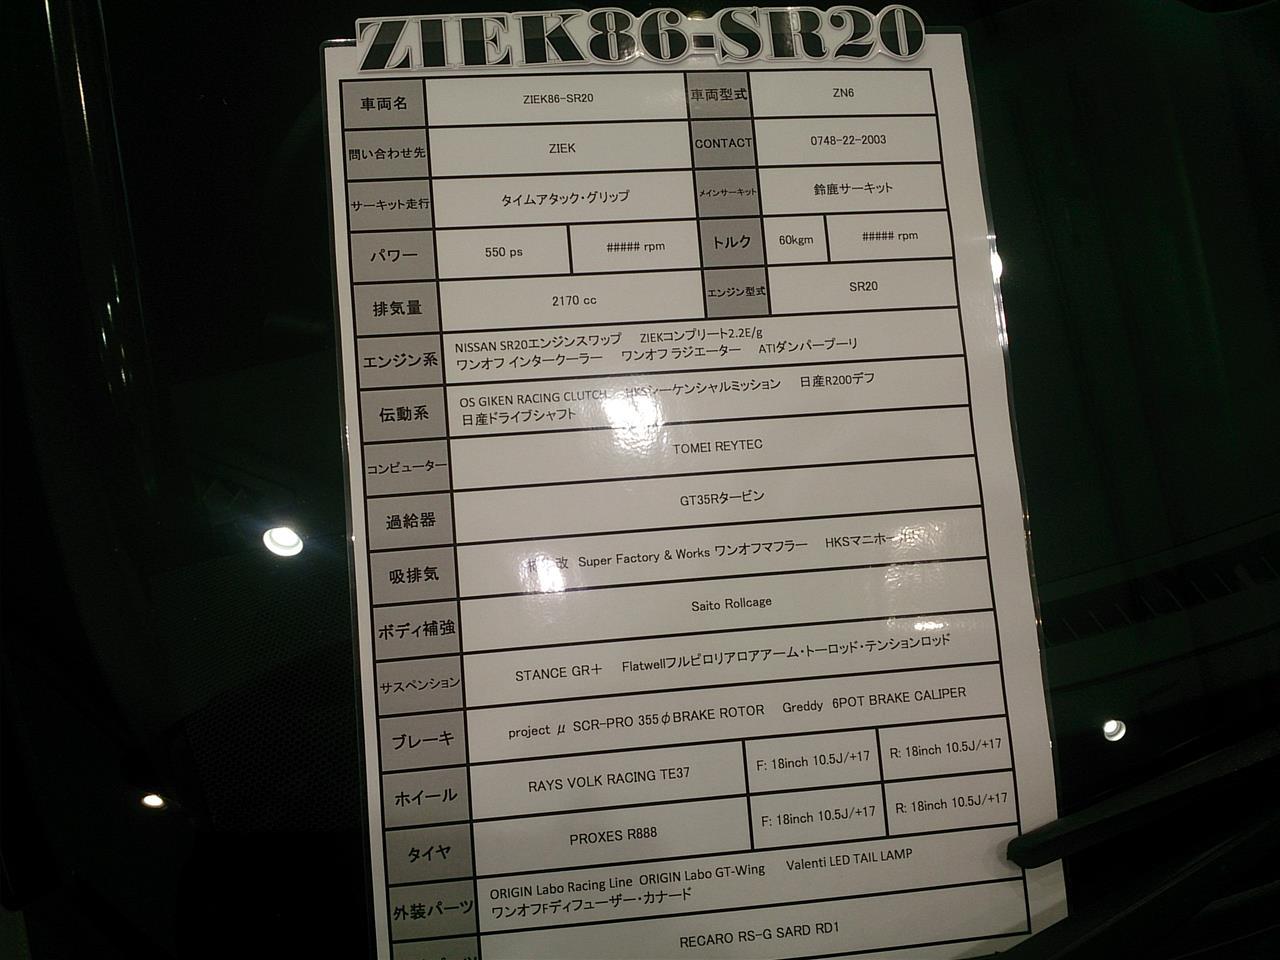 ZIEK86-SR20
車両名 ZIEK86-SR20 車両型式 ZN6
問い合わせ先 ZIEK CONTACT 0748-22-2003
サーキット走行 タイムアタック・グリップ メインサーキット 鈴鹿サーキット
パワー 550 ps ##### rpm トルク 60kgm ##### rpm
排気量 2170 cc エンジン型式 SR20
エンジン系 NISSAN SR20エンジンスワップ ZIEKコンプリート2.2E/g
ワンオフ インタークーラー ワンオフ ラジエーター ATIダンパープーリ
伝動系 OS GIKEN RACING CLUTCH HKSシーケンシャルミッション 日産R200デフ
日産ドライブシャフト
コンピューター TOMEI REYTEC
過給器 GT35Rタービン
吸排気 改 Super Factory & Works ワンオフマフラー
ボディ補強 Saito Rollcage
サスペンション STANCE GR＋ Flatwellフルピロリアロアアーム・トーロッド・テンションロッド
ブレーキ project μ SCR-PRO 355φBRAKE ROTOR Greddy 6POT BRAKE CALIPER
ホイール RAYS VOLK RACING TE37 F: 18inch 10.5J/+17 R: 18inch 10.5J/+17
タイヤ PROXES R888 F: 18inch 10.5J/+17 R: 18inch 10.5J/+17
外装パーツ ORIGIN Labo Racing Line ORIGIN Labo GT-Wing Valenti LED TAIL LAMP
ワンオフFディフューザー・カナード
RECARO RS-G SARD RD1